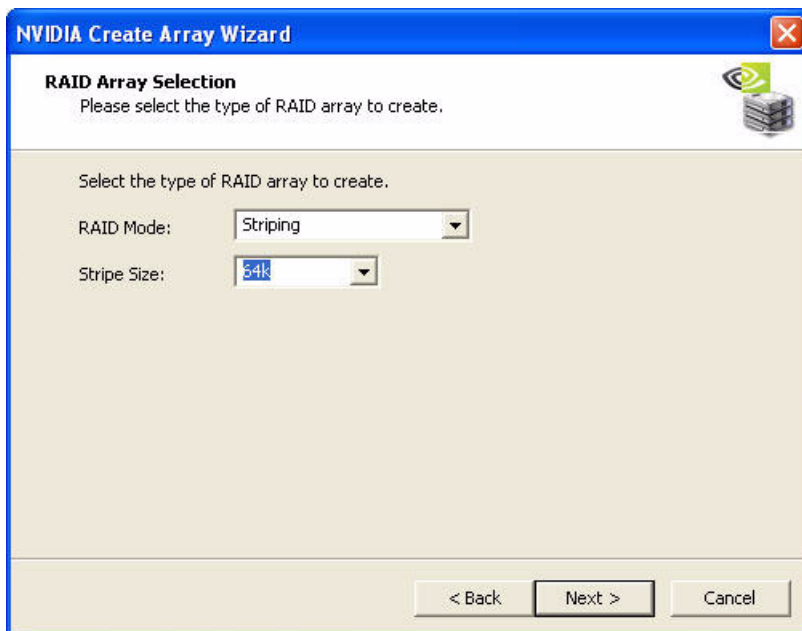 NVIDIA Create Array Wizard
RAID Array Selection
Please select the type of RAID array to create.
Select the type of RAID array to create.
RAID Mode: Striping
Stripe Size: 64k
< Back Next > Cancel